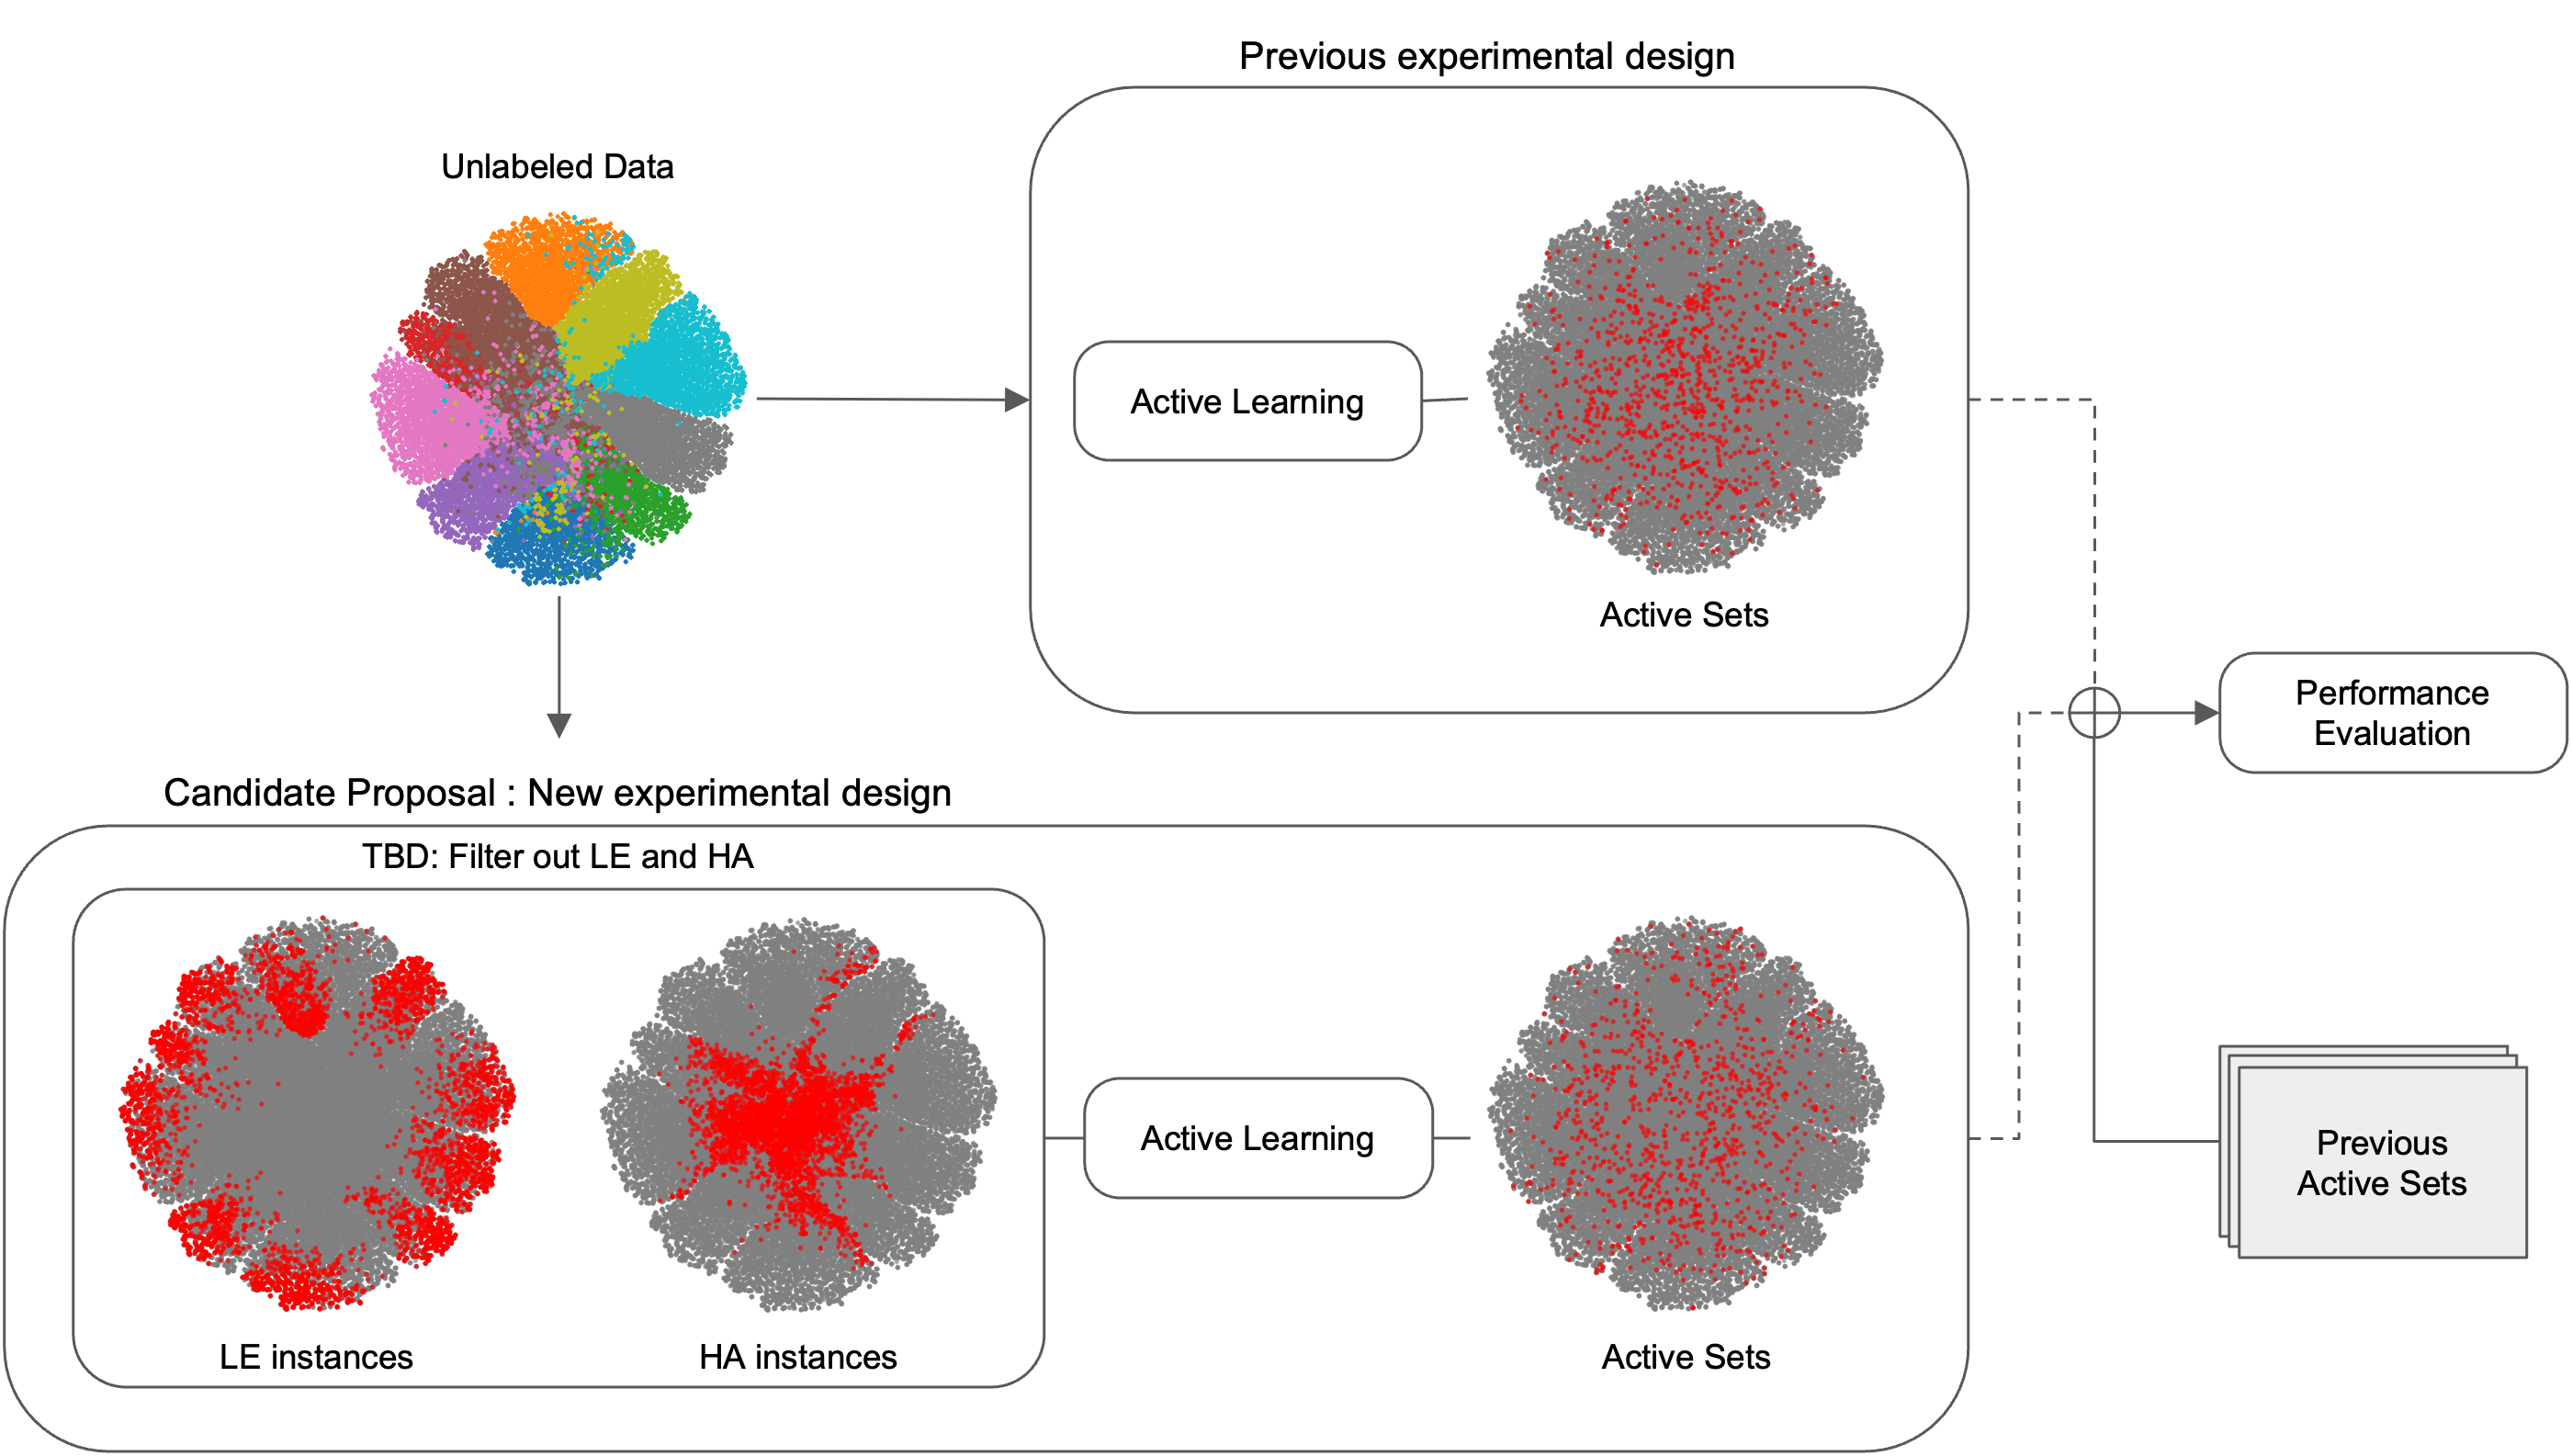 Previous experimental design
Unlabeled Data
Active Learning
Active Sets
Performance
Evaluation
Candidate Proposal : New experimental design
TBD: Filter out LE and HA
LE instances
HA instances
Active Learning
Active Sets
Previous
Active Sets